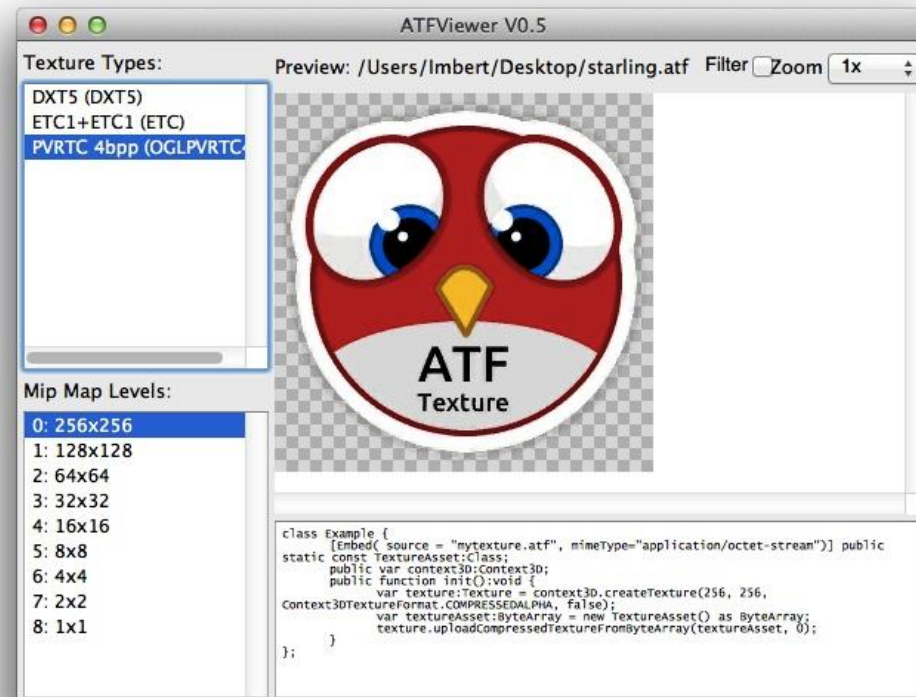 ATFViewer V0.5
Texture Types:
DXT5 (DXT5)
ETC1+ETC1 (ETC)
PVRTC 4bpp (OGLPVRTC4
Mip Map Levels:
0: 256x256
1: 128x128
2: 64x64
3: 32x32
4: 16x16
5: 8x8
6: 4x4
7: 2x2
8: 1x1
Preview: /Users/Imbert/Desktop/starling.atf Filter Zoom 1x
ATF
Texture
class Example {
[Embed( source = "mytexture.atf", mimeType="application/octet-stream")] public
static const TextureAsset:Class;
public var context3D:Context3D;
public function init():void {
var texture:Texture = context3D.createTexture(256, 256,
Context3DTextureFormat.COMPRESSEDALPHA, false);
var textureAsset:ByteArray = new TextureAsset() as ByteArray;
texture.uploadCompressedTextureFromByteArray(textureAsset, 0);
}
};